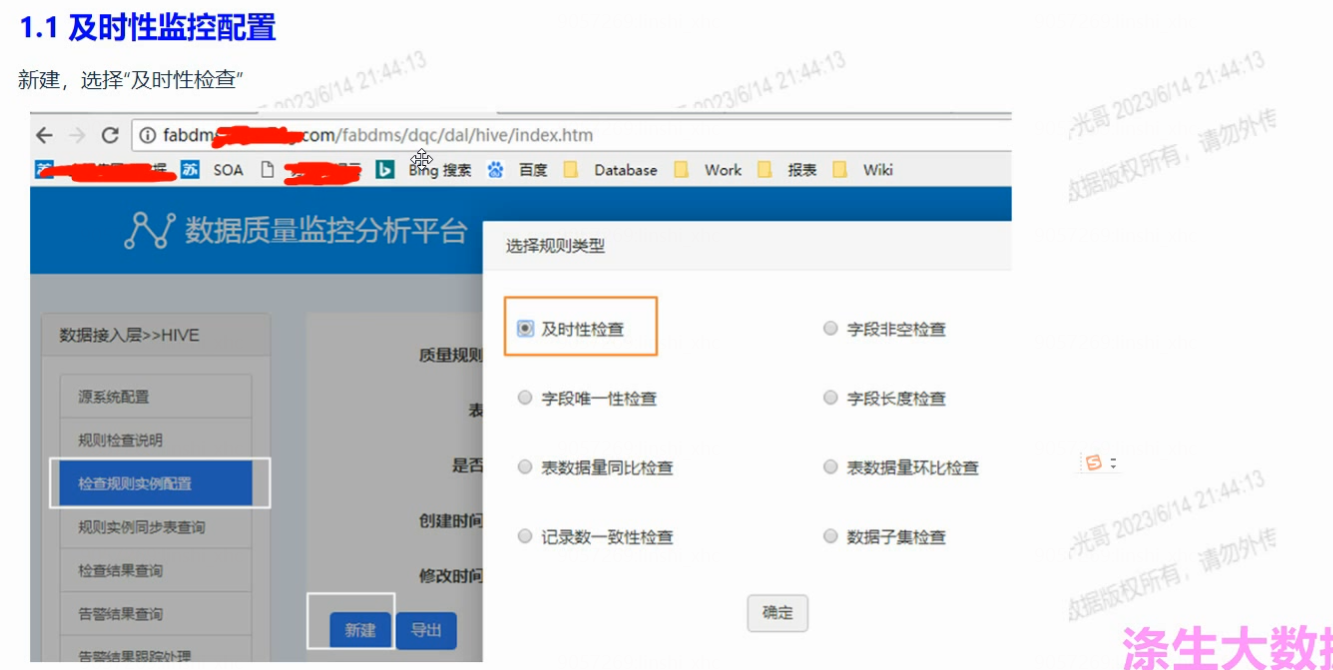 1.1 及时性监控配置
新建，选择“及时性检查”
2023/6/14 21:44:13
2023/6/14 21:44:13
光哥 2023/6/14 21:44:13
数据版权所有，请勿外传
fabdm
com/fabdms/dqc/dal/hive/index.htm
SOA
Bing 搜索
百度
Database
Work
报表
Wiki
数据质量监控分析平台
选择规则类型
数据接入层>>HIVE
源系统配置
规则检查说明
检查规则实例配置
规则实例同步表查询
检查结果查询
告警结果查询
告警结果跟踪处理
质量规则
表
是否
创建时间
修改时间
新建
导出
及时性检查
字段非空检查
字段唯一性检查
字段长度检查
表数据量同比检查
表数据量环比检查
记录数一致性检查
数据子集检查
确定
光哥 2023/6/14 21:44:13
数据版权所有，请勿外传
涤生大数据